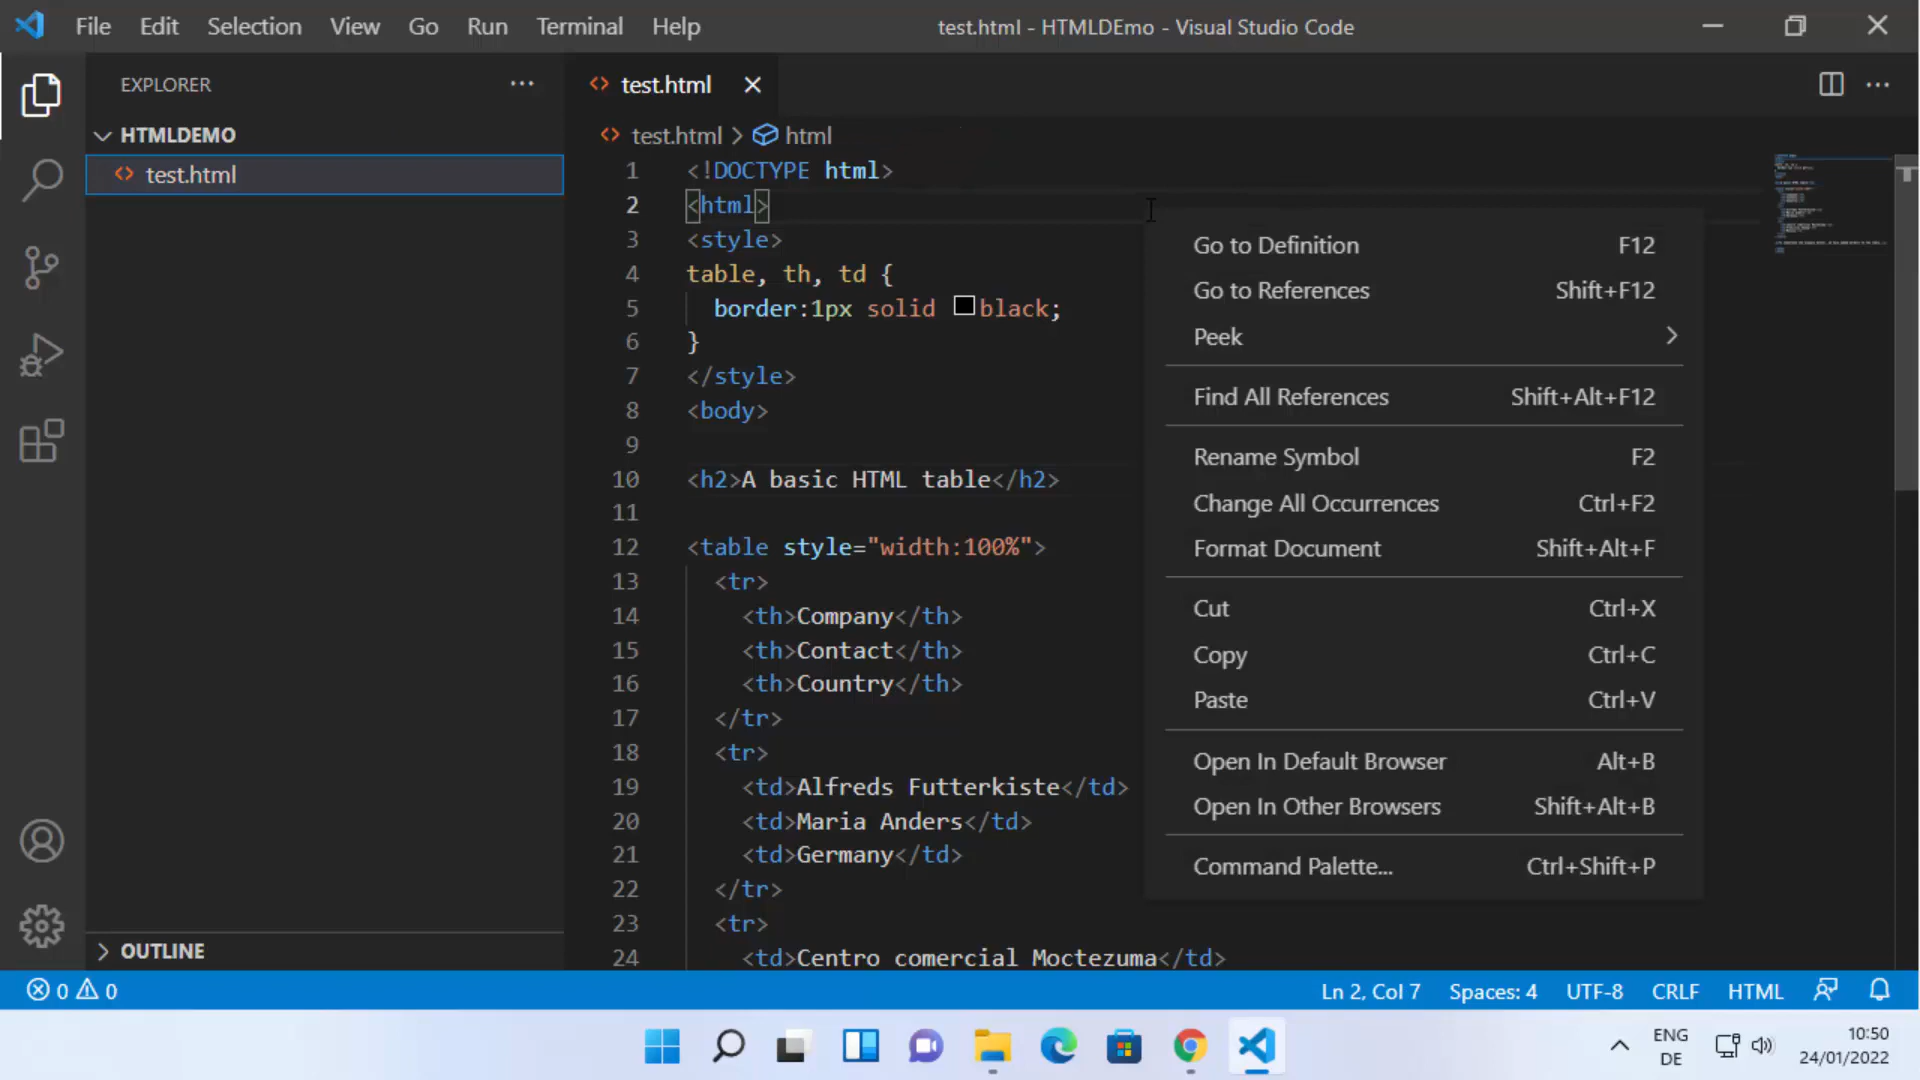 File Edit Selection View Go Run Terminal Help test.html - HTMLDEmo - Visual Studio Code
EXPLORER
HTMLDEMO
test.html
OUTLINE
test.html
test.html > html
1 <!DOCTYPE html>
2 <html>
3 <style>
4 table, th, td {
5 border:1px solid black;
6 }
7 </style>
8 <body>
9
10 <h2>A basic HTML table</h2>
11
12 <table style="width:100%">
13 <tr>
14 <th>Company</th>
15 <th>Contact</th>
16 <th>Country</th>
17 </tr>
18 <tr>
19 <td>Alfreds Futterkiste</td>
20 <td>Maria Anders</td>
21 <td>Germany</td>
22 </tr>
23 <tr>
24 <td>Centro comercial Moctezuma</td>
Go to Definition F12
Go to References Shift+F12
Peek
Find All References Shift+Alt+F12
Rename Symbol F2
Change All Occurrences Ctrl+F2
Format Document Shift+Alt+F
Cut Ctrl+X
Copy Ctrl+C
Paste Ctrl+V
Open In Default Browser Alt+B
Open In Other Browsers Shift+Alt+B
Command Palette... Ctrl+Shift+P
0 0 Ln 2, Col 7 Spaces: 4 UTF-8 CRLF HTML
ENG
DE
10:50
24/01/2022